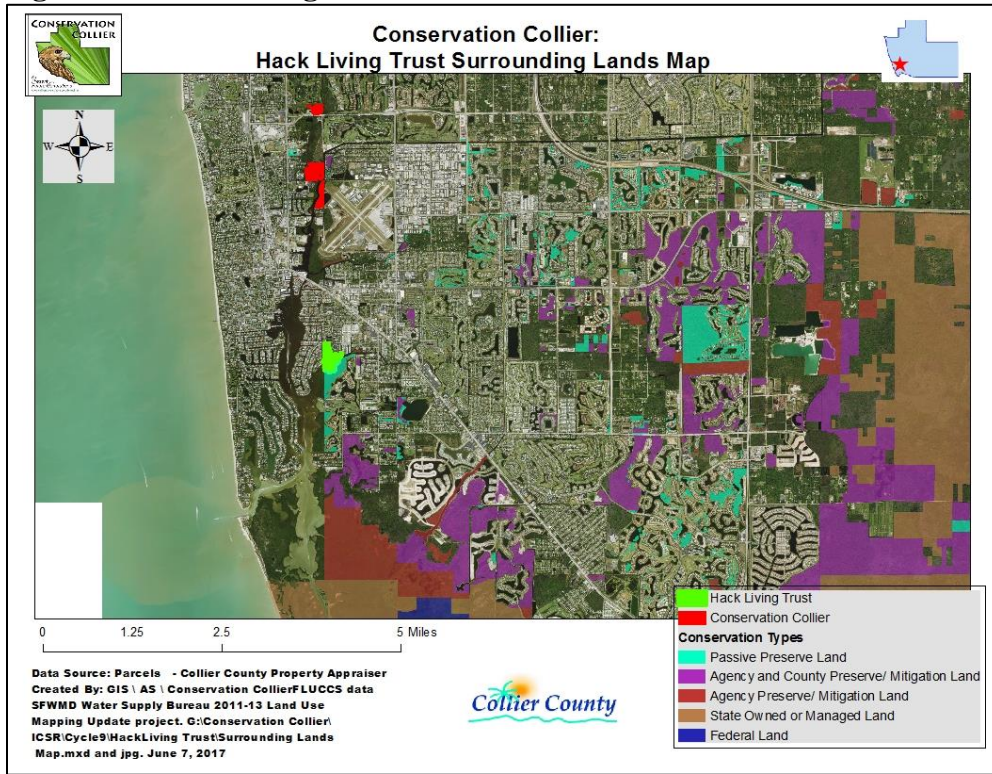 CONSERVATION
COLLIER
Conservation Collier:
Hack Living Trust Surrounding Lands Map
N
W E
S
Hack Living Trust
Conservation Collier
Conservation Types
Passive Preserve Land
Agency and County Preserve/ Mitigation Land
Agency Preserve/ Mitigation Land
State Owned or Managed Land
Federal Land
0 1.25 2.5 5 Miles
Data Source: Parcels - Collier County Property Appraiser
Created By: GIS \ AS \ Conservation CollierFLUCCS data
SFWMD Water Supply Bureau 2011-13 Land Use
Mapping Update project. G:\Conservation Collier\
ICSR\Cycle9\HackLiving Trust\Surrounding Lands
Map.mxd and jpg. June 7, 2017
Collier County